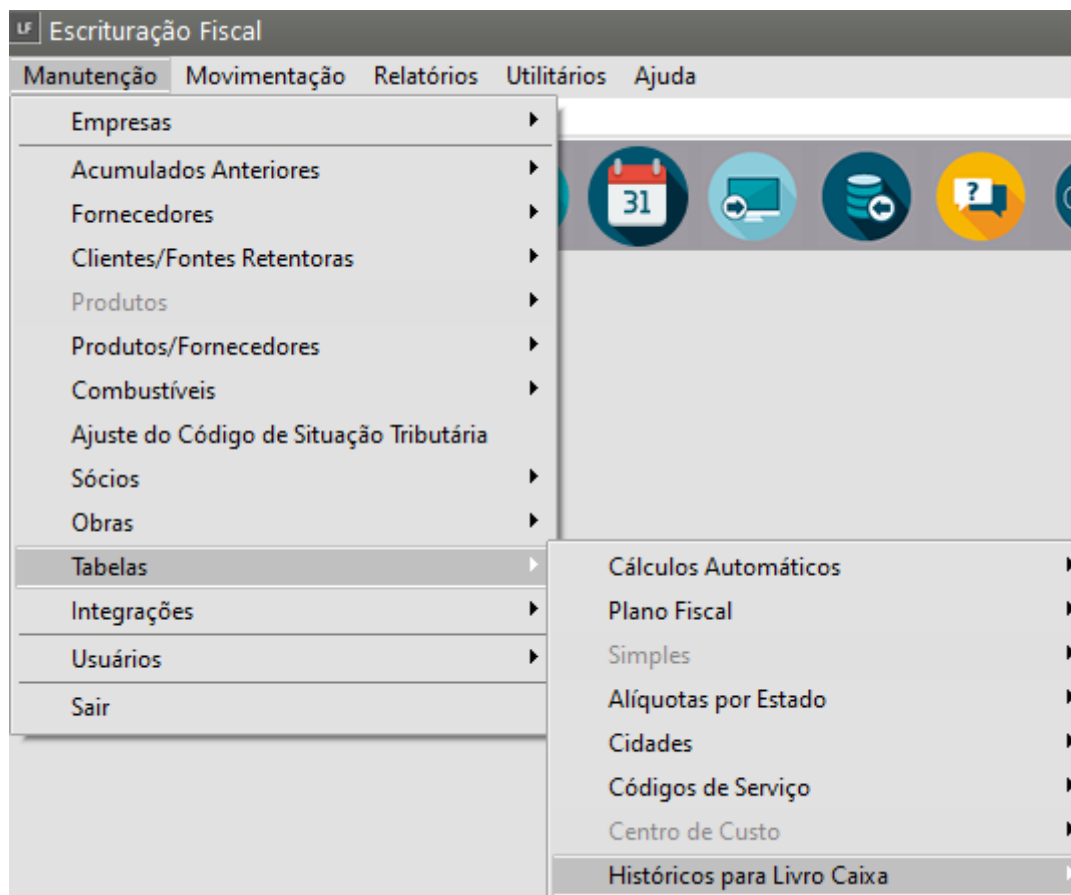 LF Escrituração Fiscal
Manutenção Movimentação Relatórios Utilitários Ajuda
Empresas
Acumulados Anteriores
Fornecedores
Clientes/Fontes Retentoras
Produtos
Produtos/Fornecedores
Combustíveis
Ajuste do Código de Situação Tributária
Sócios
Obras
Tabelas
Integrações
Usuários
Sair
31
?
Cálculos Automáticos
Plano Fiscal
Simples
Alíquotas por Estado
Cidades
Códigos de Serviço
Centro de Custo
Históricos para Livro Caixa